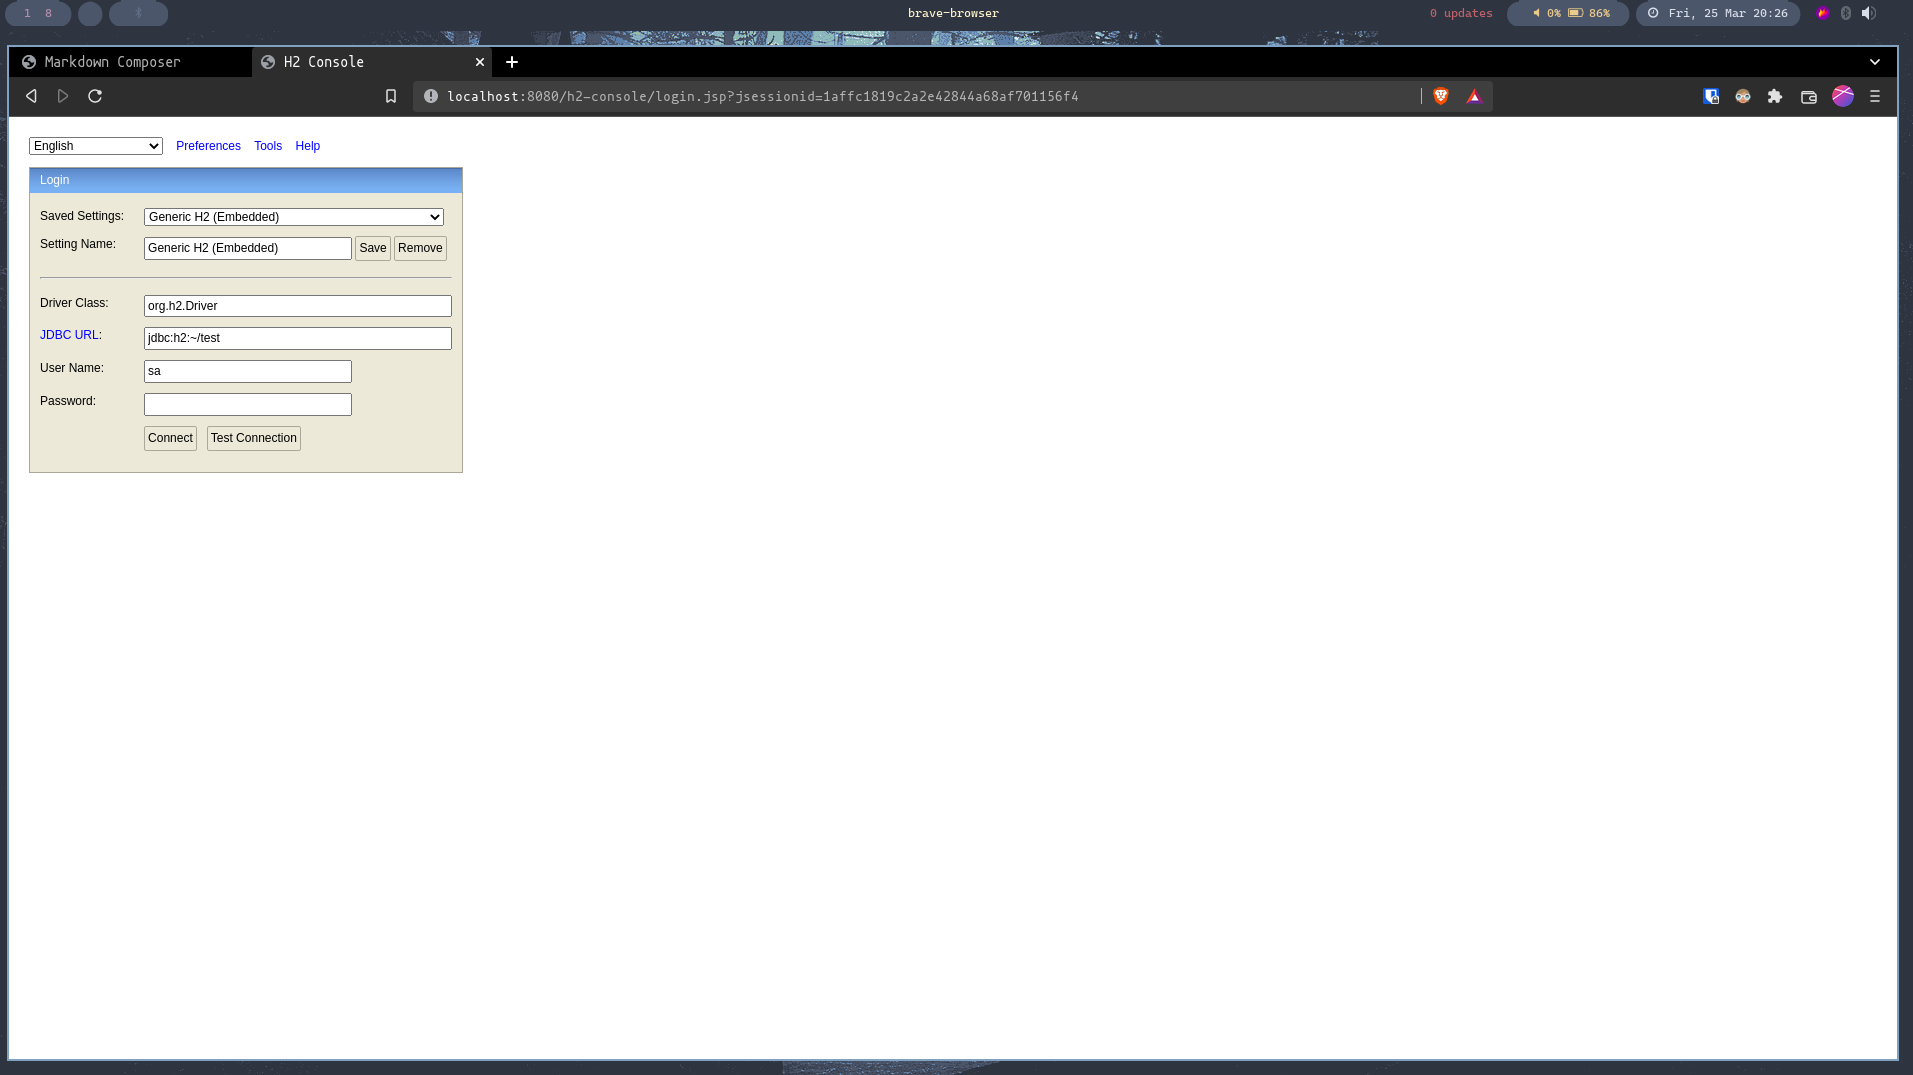 1 8
brave-browser
0 updates
0% 86%
Fri, 25 Mar 20:26
Markdown Composer
H2 Console
localhost:8080/h2-console/login.jsp?jsessionid=1affc1819c2a2e42844a68af701156f4
English Preferences Tools Help
Login
Saved Settings: Generic H2 (Embedded)
Setting Name: Generic H2 (Embedded) Save Remove
Driver Class: org.h2.Driver
JDBC URL: jdbc:h2:~/test
User Name: sa
Password:
Connect Test Connection